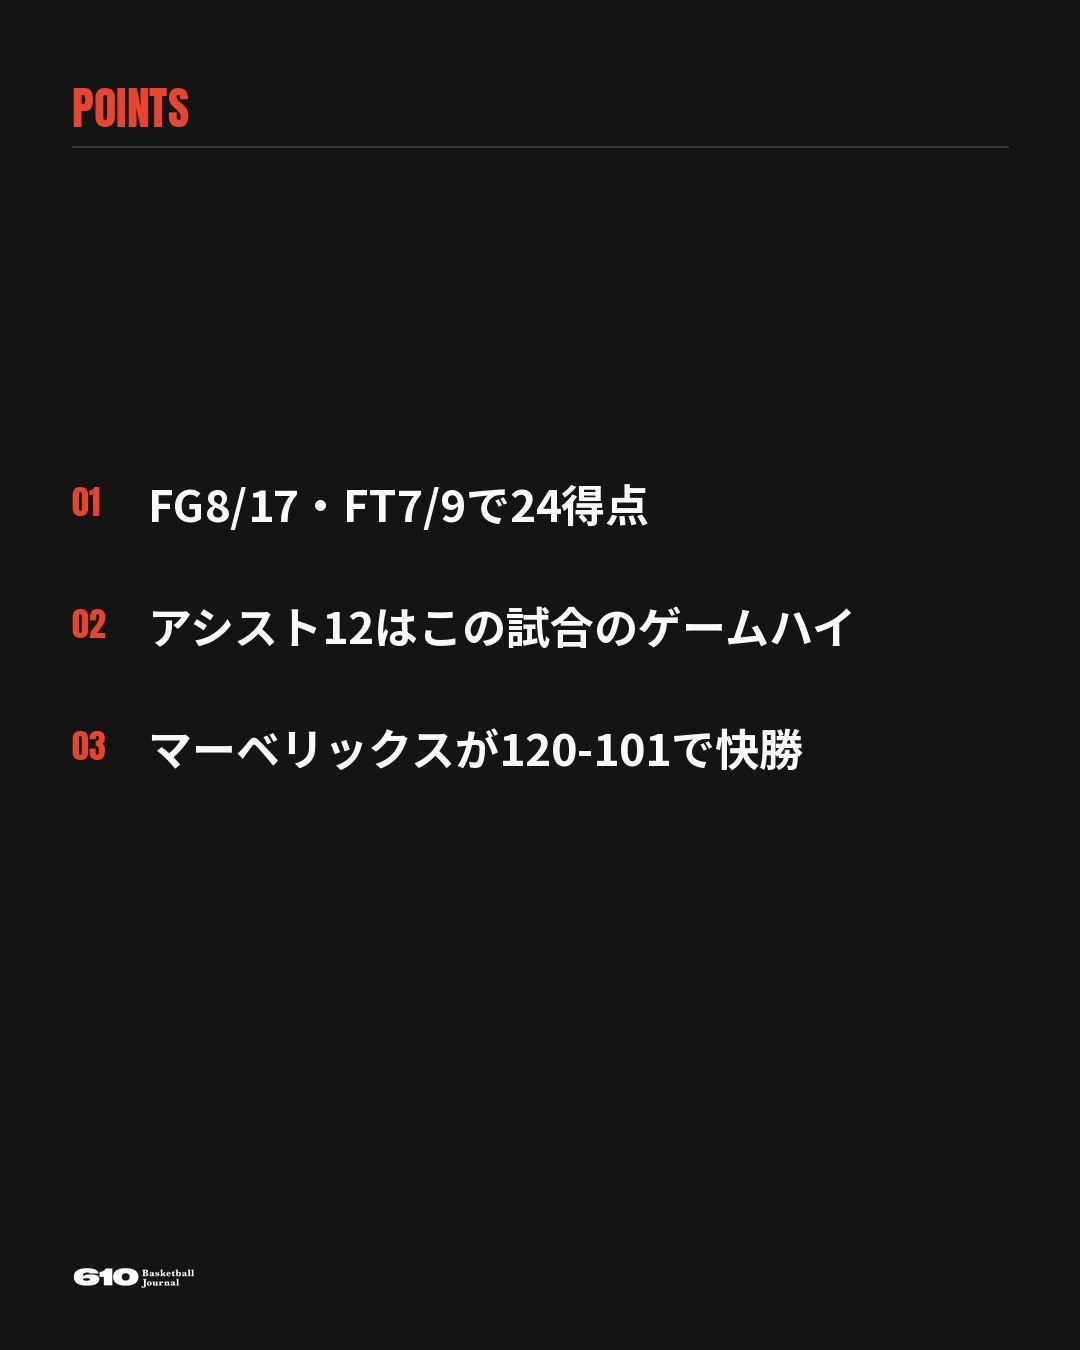 POINTS
01 FG8/17・FT7/9で24得点
02 アシスト12はこの試合のゲームハイ
03 マーベリックスが120-101で快勝
610 Basketball
Journal